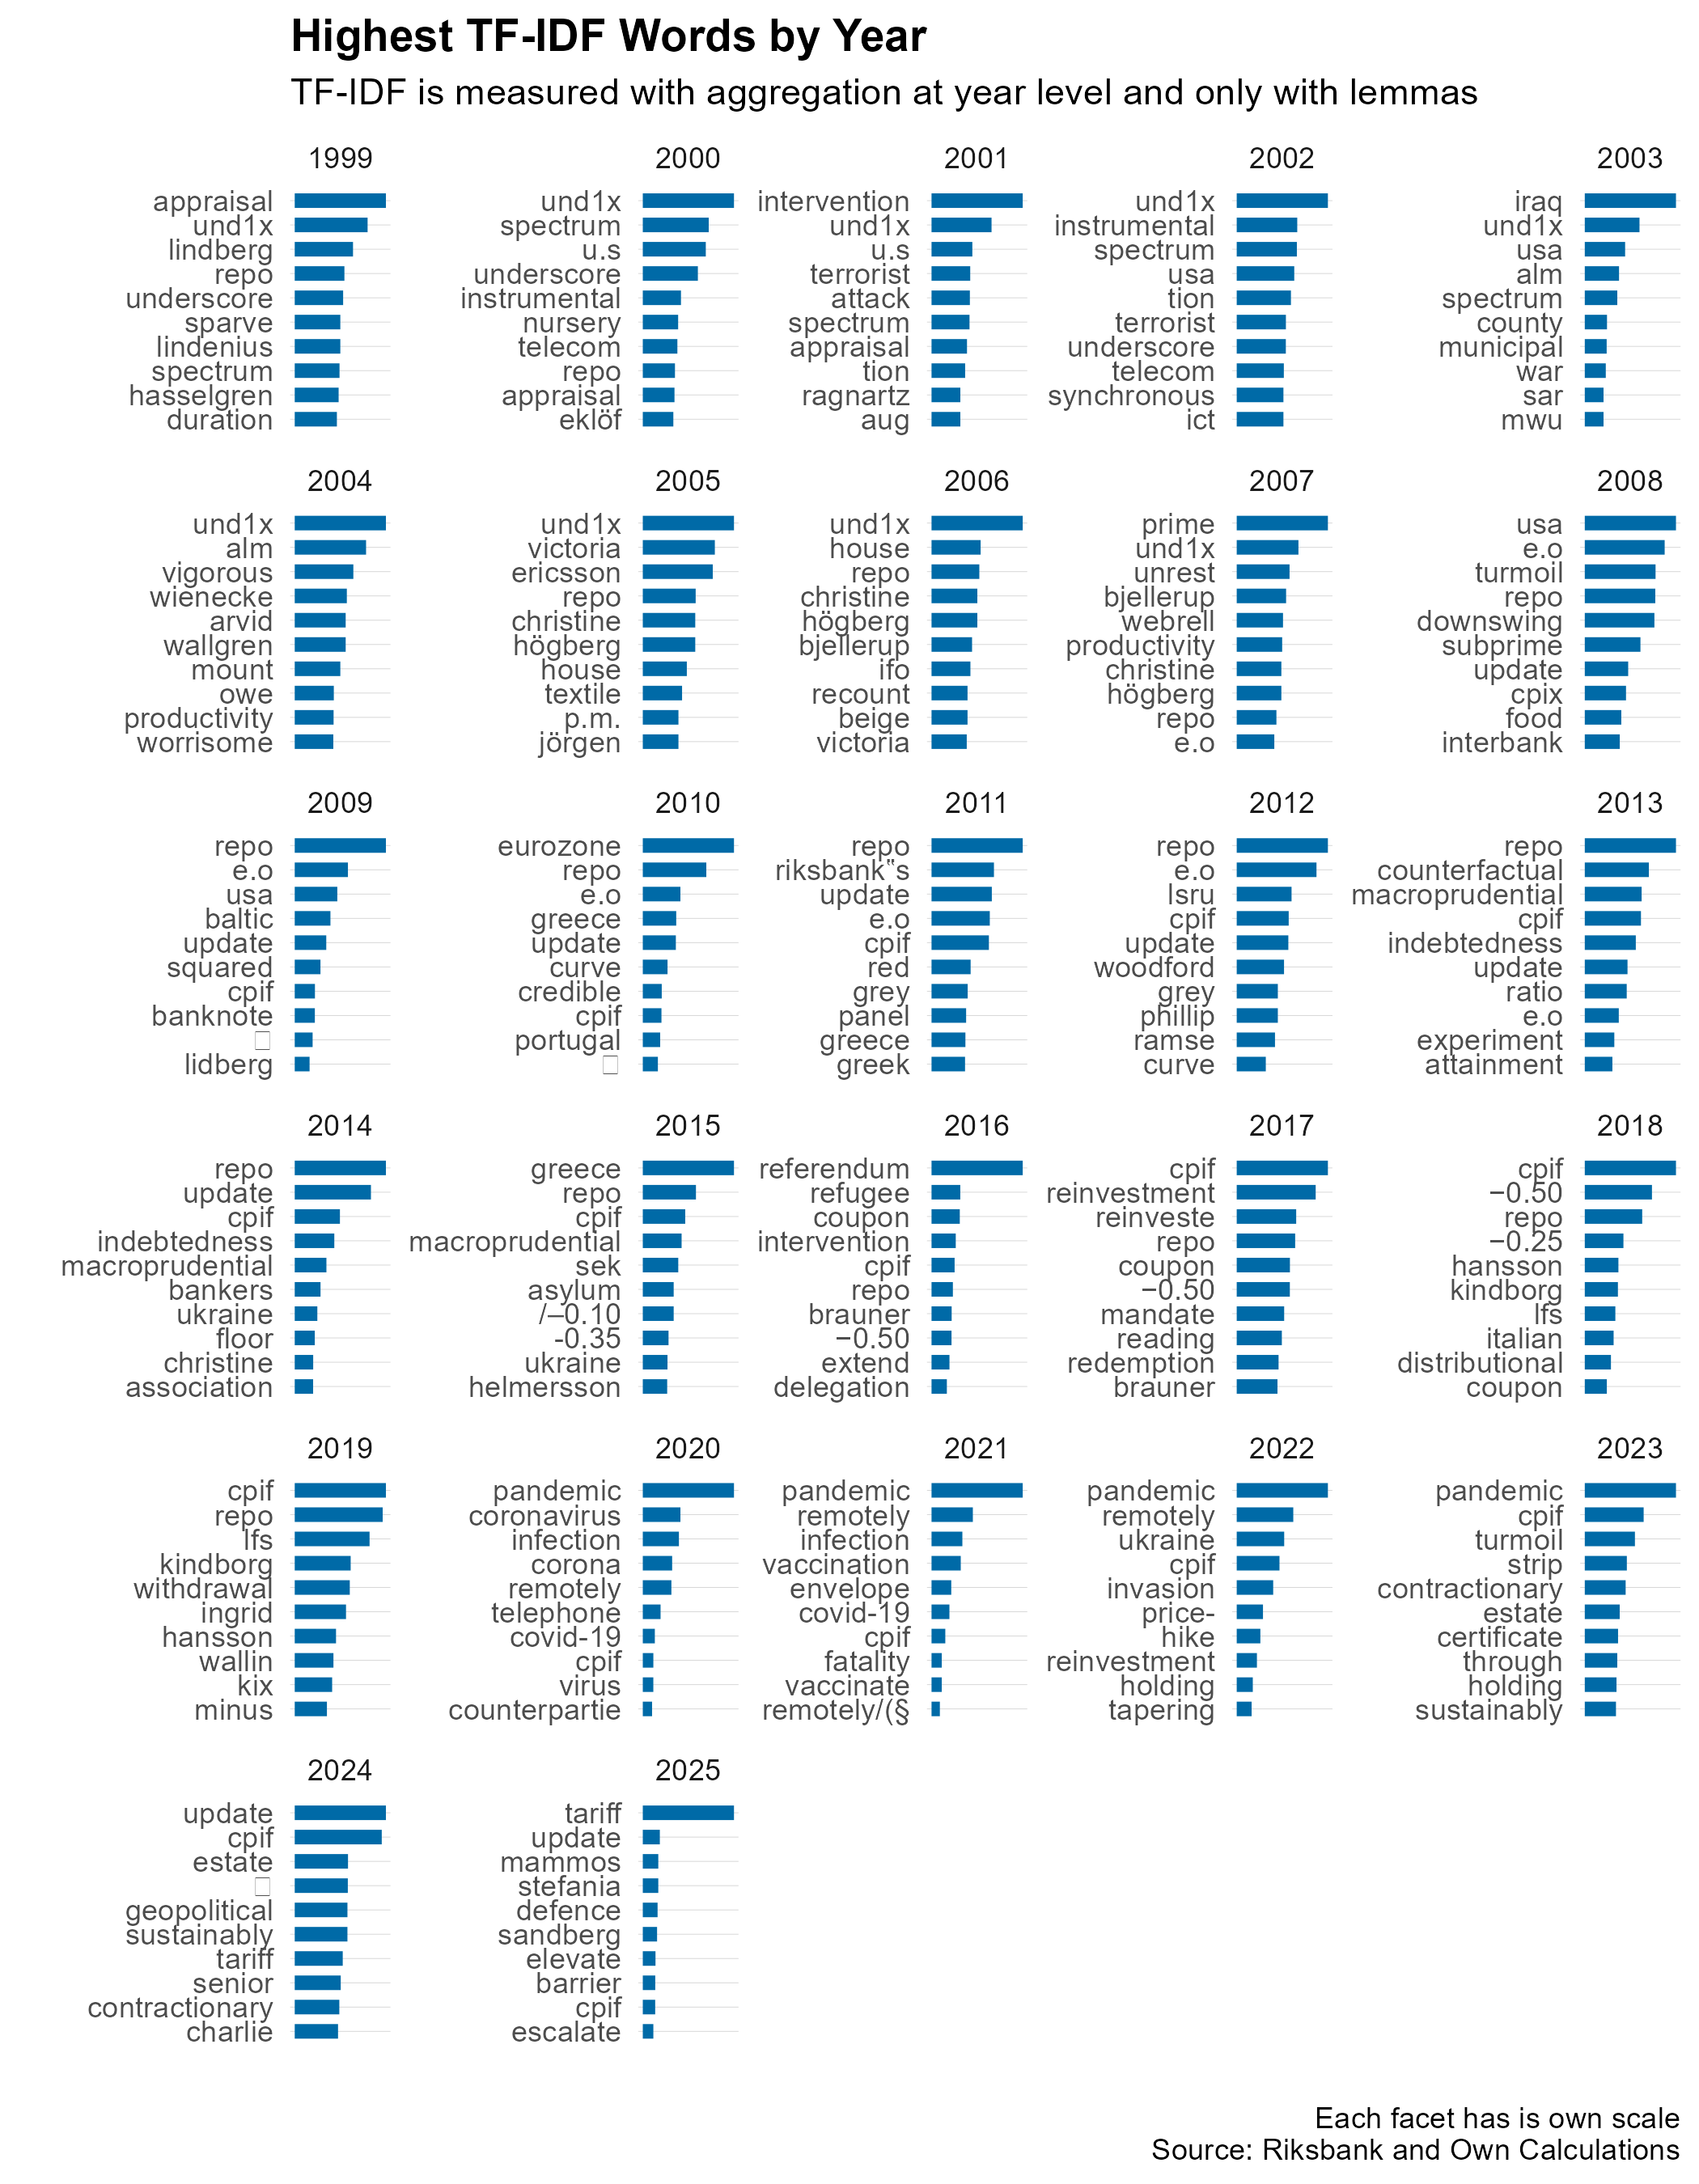 Highest TF-IDF Words by Year
TF-IDF is measured with aggregation at year level and only with lemmas
1999
appraisal
und1x
lindberg
repo
underscore
sparve
lindenius
spectrum
hasselgren
duration
2000
und1x
spectrum
u.s
underscore
instrumental
nursery
telecom
repo
appraisal
eklöf
2001
intervention
und1x
u.s
terrorist
attack
spectrum
appraisal
tion
ragnartz
aug
2002
und1x
instrumental
spectrum
usa
tion
terrorist
underscore
telecom
synchronous
ict
2003
iraq
und1x
usa
alm
spectrum
county
municipal
war
sar
mwu
2004
und1x
alm
vigorous
wienecke
arvid
wallgren
mount
owe
productivity
worrisome
2005
und1x
victoria
ericsson
repo
christine
högberg
house
textile
p.m.
jörgen
2006
und1x
house
repo
christine
högberg
bjellerup
ifo
recount
beige
victoria
2007
prime
und1x
unrest
bjellerup
webrell
productivity
christine
högberg
repo
e.o
2008
usa
e.o
turmoil
repo
downswing
subprime
update
cpix
food
interbank
2009
repo
e.o
usa
baltic
update
squared
cpif
banknote
lidberg
2010
eurozone
repo
e.o
greece
update
curve
credible
cpif
portugal
2011
repo
riksbank‟s
update
e.o
cpif
red
grey
panel
greece
greek
2012
repo
e.o
lsru
cpif
update
woodford
grey
phillip
ramse
curve
2013
repo
counterfactual
macroprudential
cpif
indebtedness
update
ratio
e.o
experiment
attainment
2014
repo
update
cpif
indebtedness
macroprudential
bankers
ukraine
floor
christine
association
2015
greece
repo
cpif
macroprudential
sek
asylum
/–0.10
-0.35
ukraine
helmersson
2016
referendum
refugee
coupon
intervention
cpif
repo
brauner
−0.50
extend
delegation
2017
cpif
reinvestment
reinveste
repo
coupon
−0.50
mandate
reading
redemption
brauner
2018
cpif
−0.50
repo
−0.25
hansson
kindborg
lfs
italian
distributional
coupon
2019
cpif
repo
lfs
kindborg
withdrawal
ingrid
hansson
wallin
kix
minus
2020
pandemic
coronavirus
infection
corona
remotely
telephone
covid-19
cpif
virus
counterpartie
2021
pandemic
remotely
infection
vaccination
envelope
covid-19
cpif
fatality
vaccinate
remotely/(§
2022
pandemic
remotely
ukraine
cpif
invasion
price-
hike
reinvestment
holding
tapering
2023
pandemic
cpif
turmoil
strip
contractionary
estate
certificate
through
holding
sustainably
2024
update
cpif
estate
geopolitical
sustainably
tariff
senior
contractionary
charlie
2025
tariff
update
mammos
stefania
defence
sandberg
elevate
barrier
cpif
escalate
Each facet has is own scale
Source: Riksbank and Own Calculations